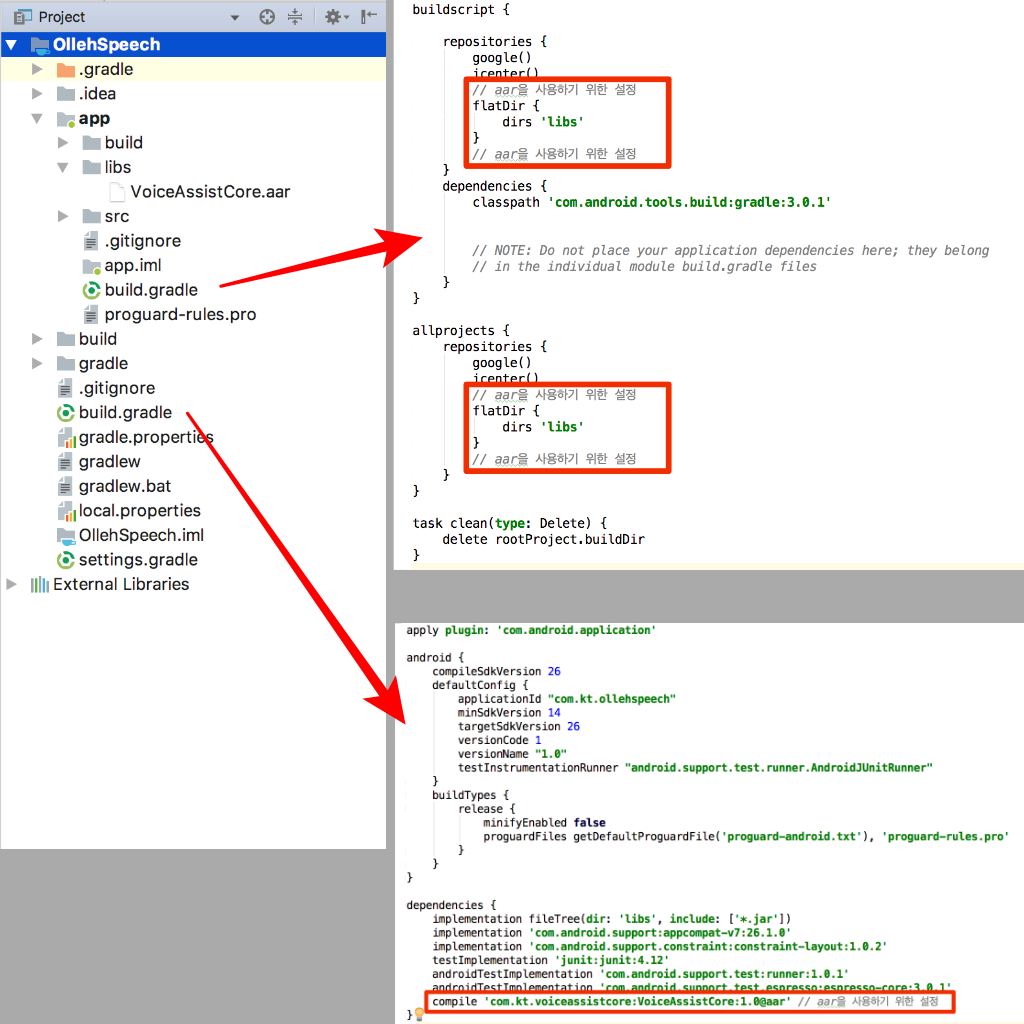 Project
OllehSpeech
.gradle
.idea
app
build
libs
VoiceAssistCore.aar
src
.gitignore
app.iml
build.gradle
proguard-rules.pro
build
gradle
.gitignore
build.gradle
gradle.properties
gradlew
gradlew.bat
local.properties
OllehSpeech.iml
settings.gradle
External Libraries
buildscript {
repositories {
google()
jcenter()
// aar을 사용하기 위한 설정
flatDir {
dirs 'libs'
}
// aar을 사용하기 위한 설정
}
dependencies {
classpath 'com.android.tools.build:gradle:3.0.1'
// NOTE: Do not place your application dependencies here; they belong
// in the individual module build.gradle files
}
}
allprojects {
repositories {
google()
jcenter()
// aar을 사용하기 위한 설정
flatDir {
dirs 'libs'
}
// aar을 사용하기 위한 설정
}
}
task clean(type: Delete) {
delete rootProject.buildDir
}
apply plugin: 'com.android.application'
android {
compileSdkVersion 26
defaultConfig {
applicationId "com.kt.ollehspeech"
minSdkVersion 14
targetSdkVersion 26
versionCode 1
versionName "1.0"
testInstrumentationRunner "android.support.test.runner.AndroidJUnitRunner"
}
buildTypes {
release {
minifyEnabled false
proguardFiles getDefaultProguardFile('proguard-android.txt'), 'proguard-rules.pro'
}
}
}
dependencies {
implementation fileTree(dir: 'libs', include: ['*.jar'])
implementation 'com.android.support:appcompat-v7:26.1.0'
implementation 'com.android.support.constraint:constraint-layout:1.0.2'
testImplementation 'junit:junit:4.12'
androidTestImplementation 'com.android.support.test:runner:1.0.1'
androidTestImplementation 'com.android.support.test.espresso:espresso-core:3.0.1'
compile 'com.kt.voiceassistcore:VoiceAssistCore:1.0@aar' // aar을 사용하기 위한 설정
}